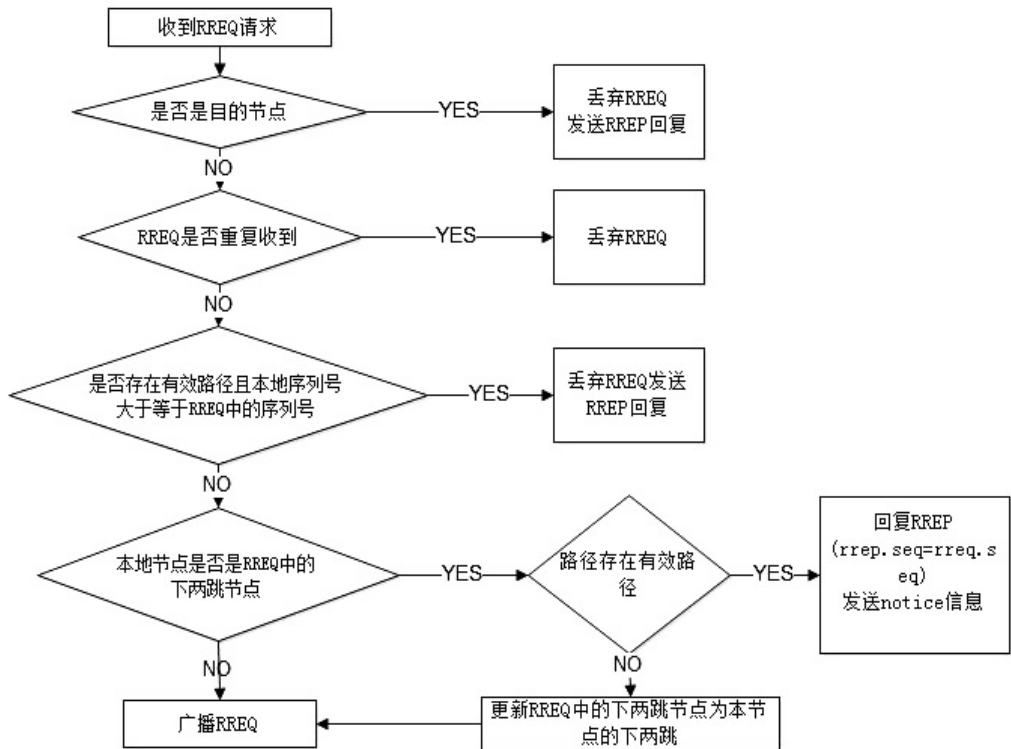 收到RREQ请求
是否是目的节点
YES
丢弃RREQ
发送RREP回复
NO
RREQ是否重复收到
YES
丢弃RREQ
NO
是否存在有效路径且本地序列号
大于等于RREQ中的序列号
YES
丢弃RREQ发送
RREP回复
NO
本地节点是否是RREQ中的
下两跳节点
YES
路径存在有效路
径
YES
回复RREP
(rrep.seq=rreq.s
eq)
发送notice信息
NO
NO
广播RREQ
更新RREQ中的下两跳节点为本节
点的下两跳